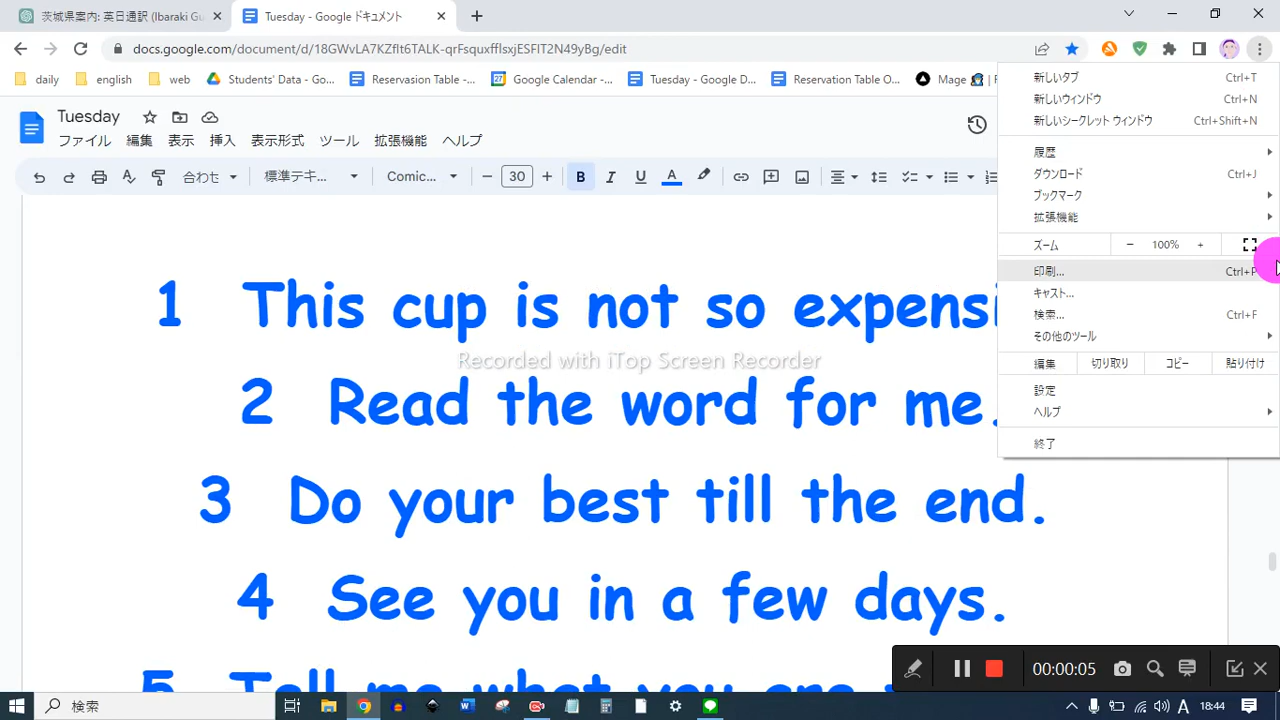 茨城県案内: 英日通訳 (Ibaraki Gu
Tuesday - Google ドキュメント
docs.google.com/document/d/18GWvLA7KZflt6TALK-qrFsquxfflsxjESFIT2N49yBg/edit
daily
english
web
Students' Data - Go...
Reservasion Table -...
Google Calendar -...
Tuesday - Google D...
Reservation Table O...
Mage
Tuesday
ファイル 編集 表示 挿入 表示形式 ツール 拡張機能 ヘルプ
合わせ 標準テキ... Comic... − 30 + B I U A
新しいタブ Ctrl+T
新しいウィンドウ Ctrl+N
新しいシークレット ウィンドウ Ctrl+Shift+N
履歴
ダウンロード Ctrl+J
ブックマーク
拡張機能
ズーム − 100% +
印刷... Ctrl+P
キャスト...
検索... Ctrl+F
その他のツール
編集 切り取り コピー 貼り付け
設定
ヘルプ
終了
1 This cup is not so expensi
Recorded with iTop Screen Recorder
2 Read the word for me.
3 Do your best till the end.
4 See you in a few days.
5 Tell me what you are
00:00:05
検索
A 18:44